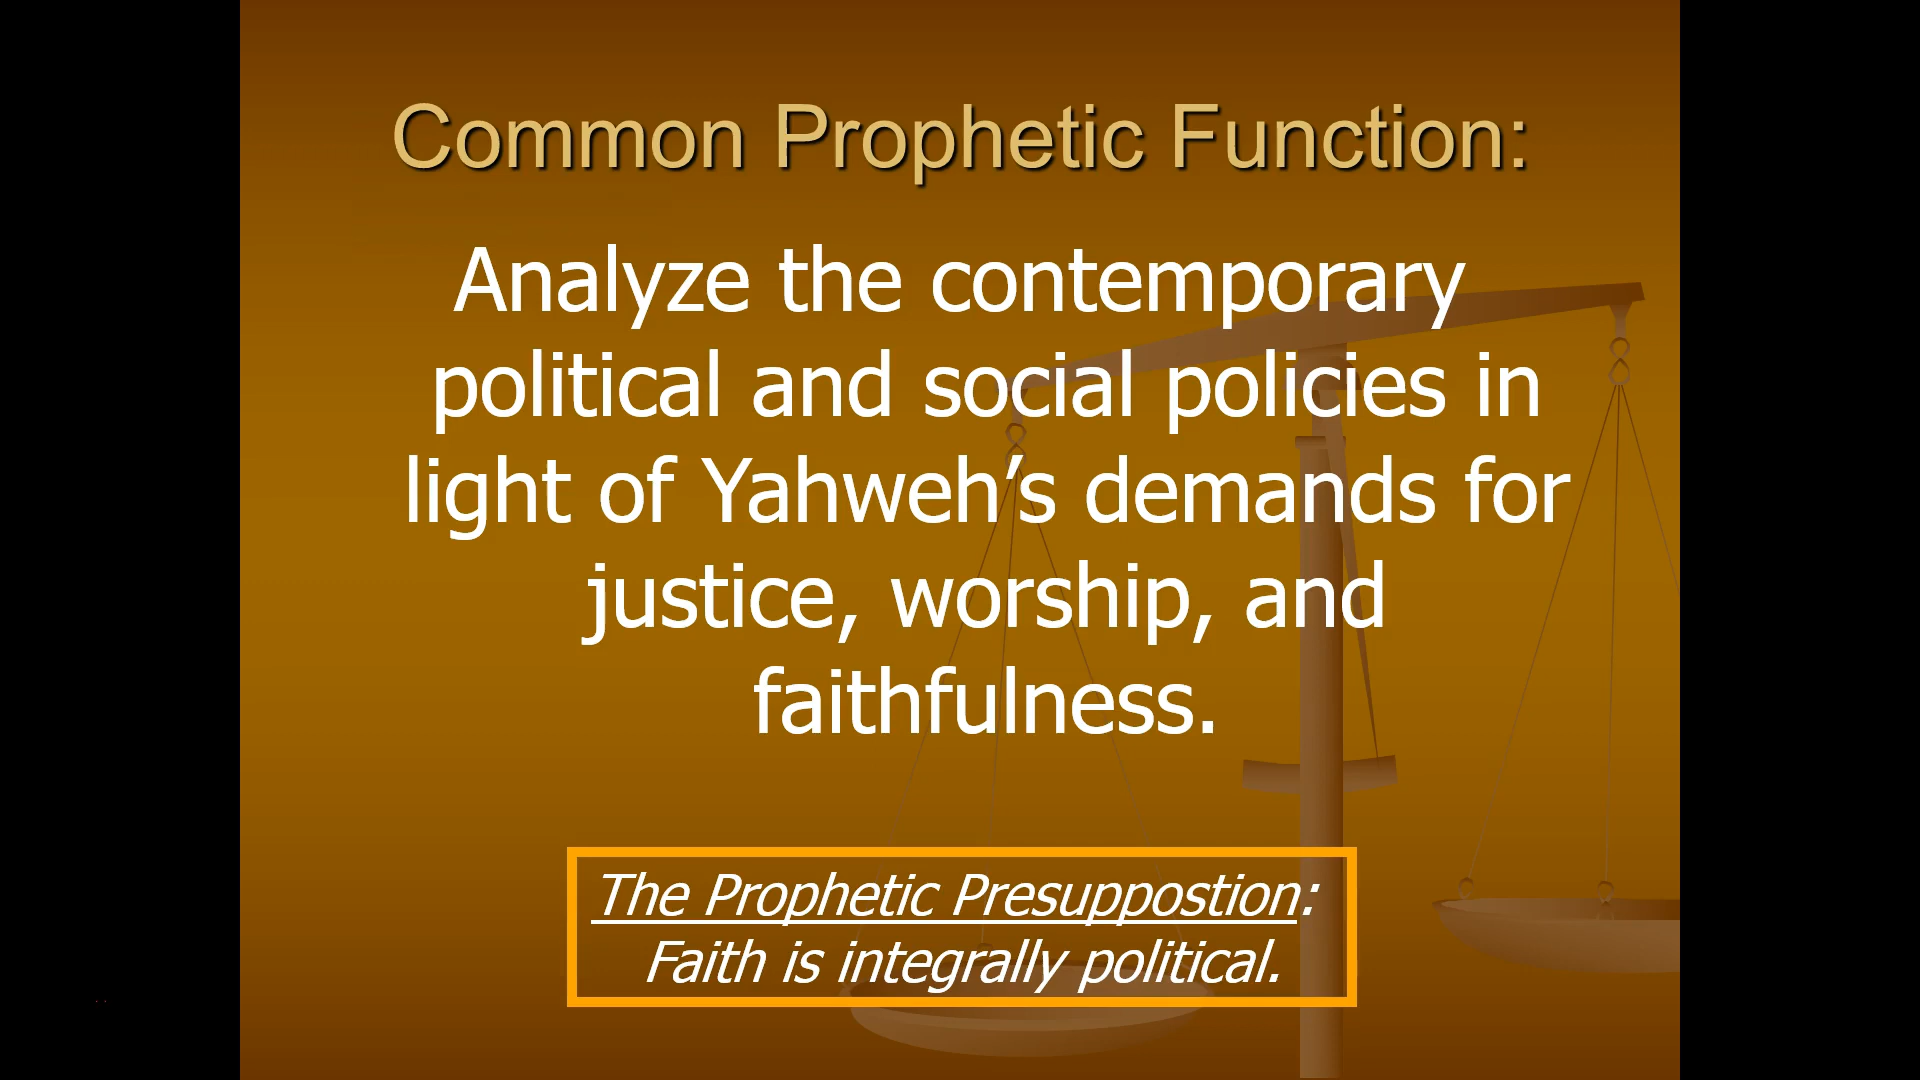 Common Prophetic Function:
Analyze the contemporary
political and social policies in
light of Yahweh’s demands for
justice, worship, and
faithfulness.
The Prophetic Presuppostion:
Faith is integrally political.